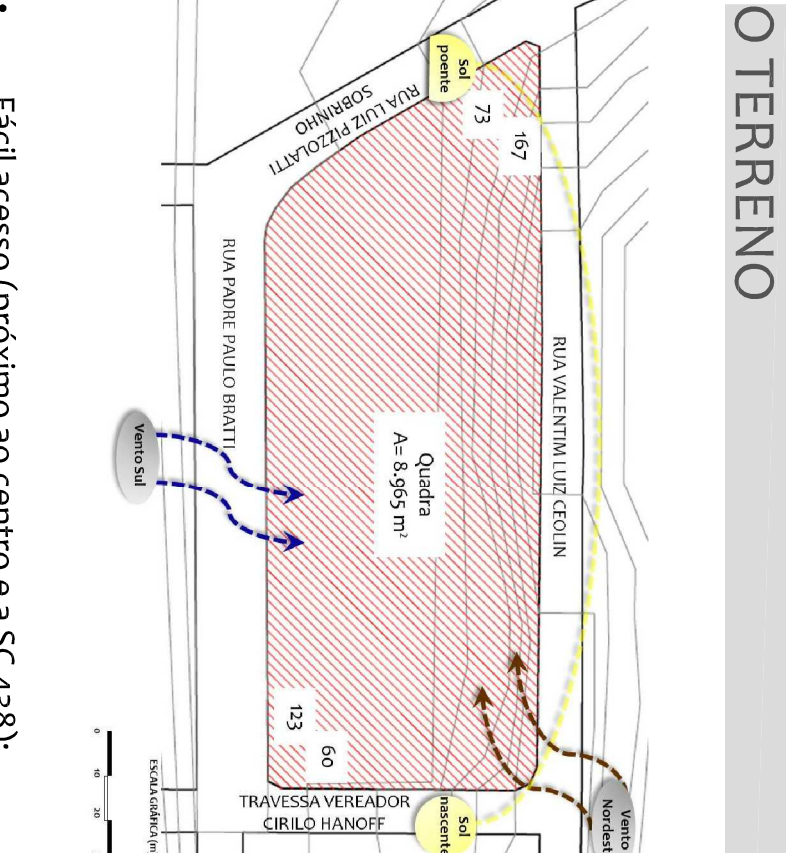 O TERRENO
RUA VALENTIM LUIZ CEOLIN
Sol
poente
73
167
RUA LUIZ PIZZOLATTI
SOBRINHO
Quadra
A= 8.965 m²
RUA PADRE PAULO BRATTI
Vento Sul
123
60
Vento
Nordest
Sol
nascente
TRAVESSA VEREADOR
CIRILO HANOFF
ESCALA GRÁFICA (m
0 10 20
• Fácil acesso (próximo ao centro e a SC-438);